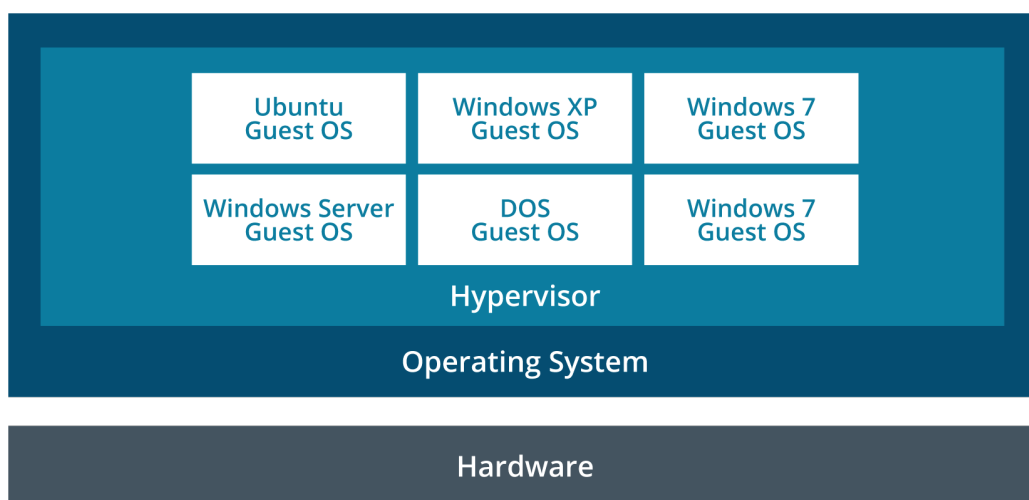 Ubuntu
Guest OS
Windows XP
Guest OS
Windows 7
Guest OS
Windows Server
Guest OS
DOS
Guest OS
Windows 7
Guest OS
Hypervisor
Operating System
Hardware